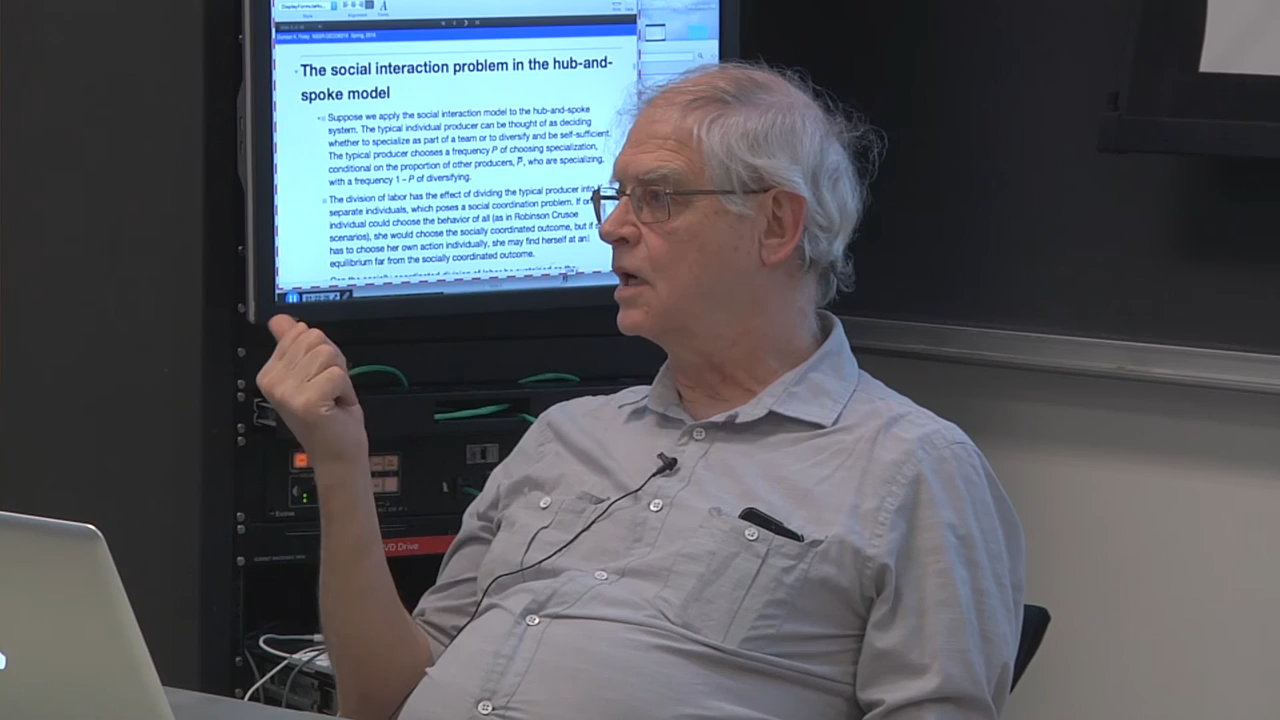 The social interaction problem in the hub-and-
spoke model
Suppose we apply the social interaction model to the hub-and-spoke
system. The typical individual producer can be thought of as deciding
whether to specialize as part of a team or to diversify and be self-sufficient.
The typical producer chooses a frequency P of choosing specialization,
conditional on the proportion of other producers, P̄, who are specializing,
with a frequency 1 – P of diversifying.
The division of labor has the effect of dividing the typical producer into
separate individuals, which poses a social coordination problem. If
individual could choose the behavior of all (as in Robinson Crusoe
scenarios), she would choose the socially coordinated outcome, but if
has to choose her own action individually, she may find herself at an
equilibrium far from the socially coordinated outcome.
VD Drive